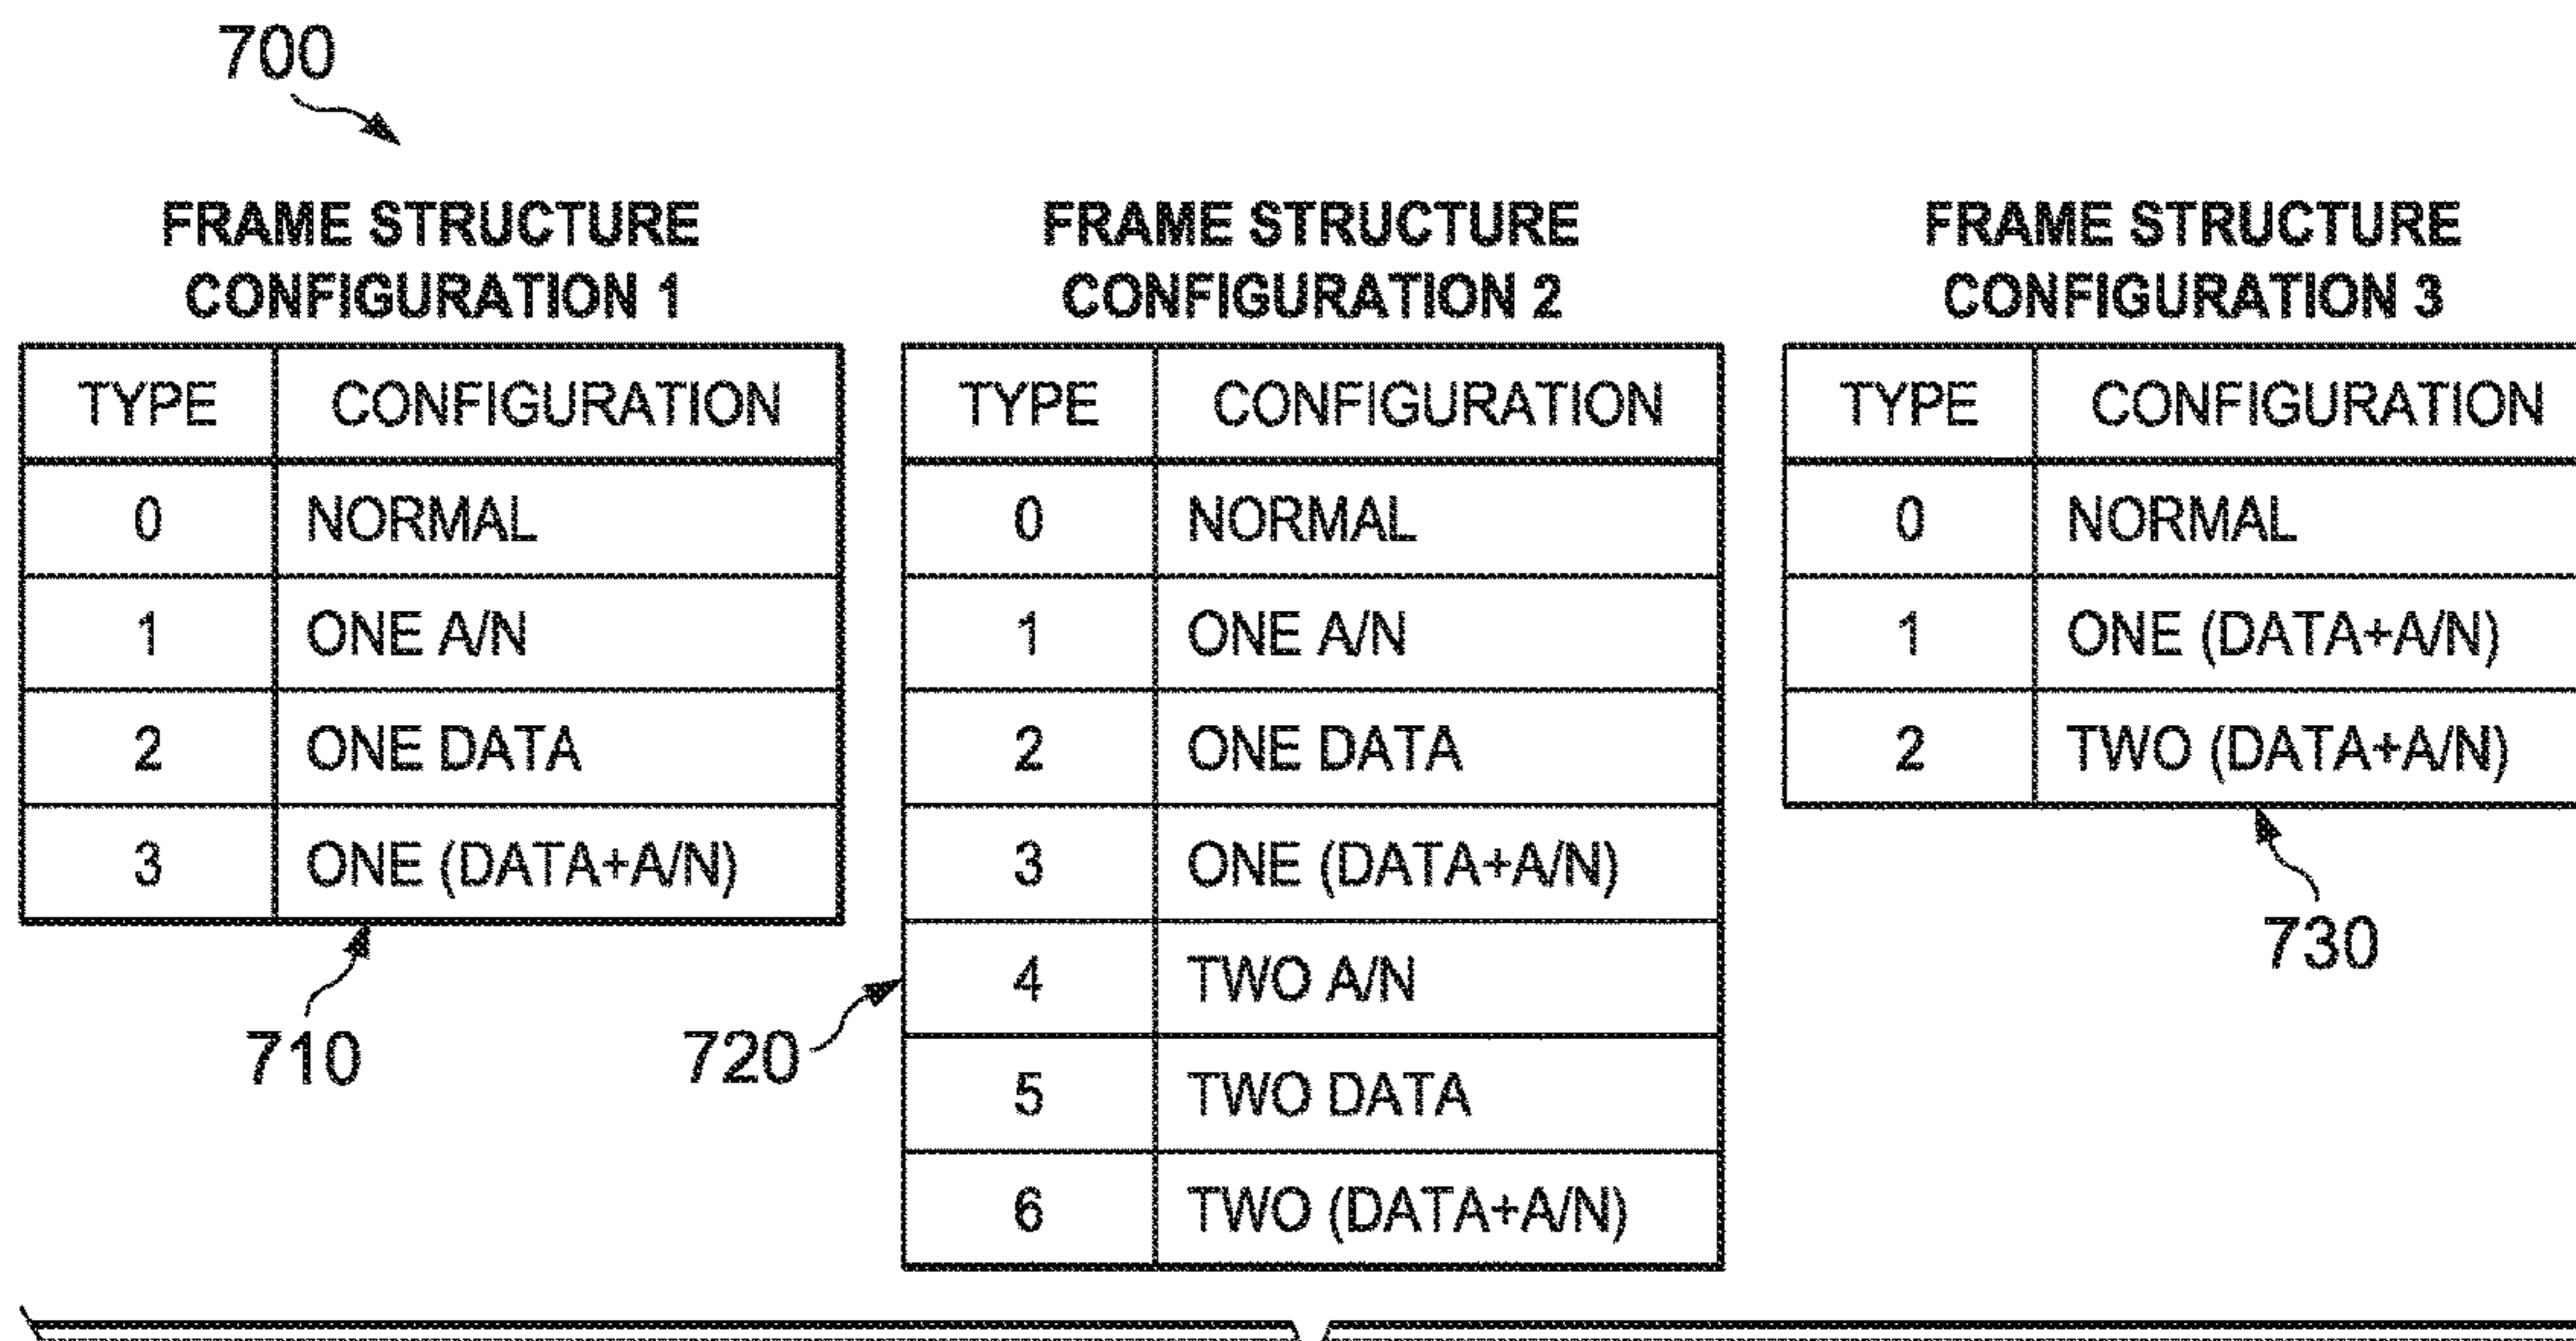 700
FRAME STRUCTURE
CONFIGURATION 1
TYPE CONFIGURATION
0 NORMAL
1 ONE A/N
2 ONE DATA
3 ONE (DATA+A/N)
710
FRAME STRUCTURE
CONFIGURATION 2
TYPE CONFIGURATION
0 NORMAL
1 ONE A/N
2 ONE DATA
3 ONE (DATA+A/N)
4 TWO A/N
5 TWO DATA
6 TWO (DATA+A/N)
720
FRAME STRUCTURE
CONFIGURATION 3
TYPE CONFIGURATION
0 NORMAL
1 ONE (DATA+A/N)
2 TWO (DATA+A/N)
730